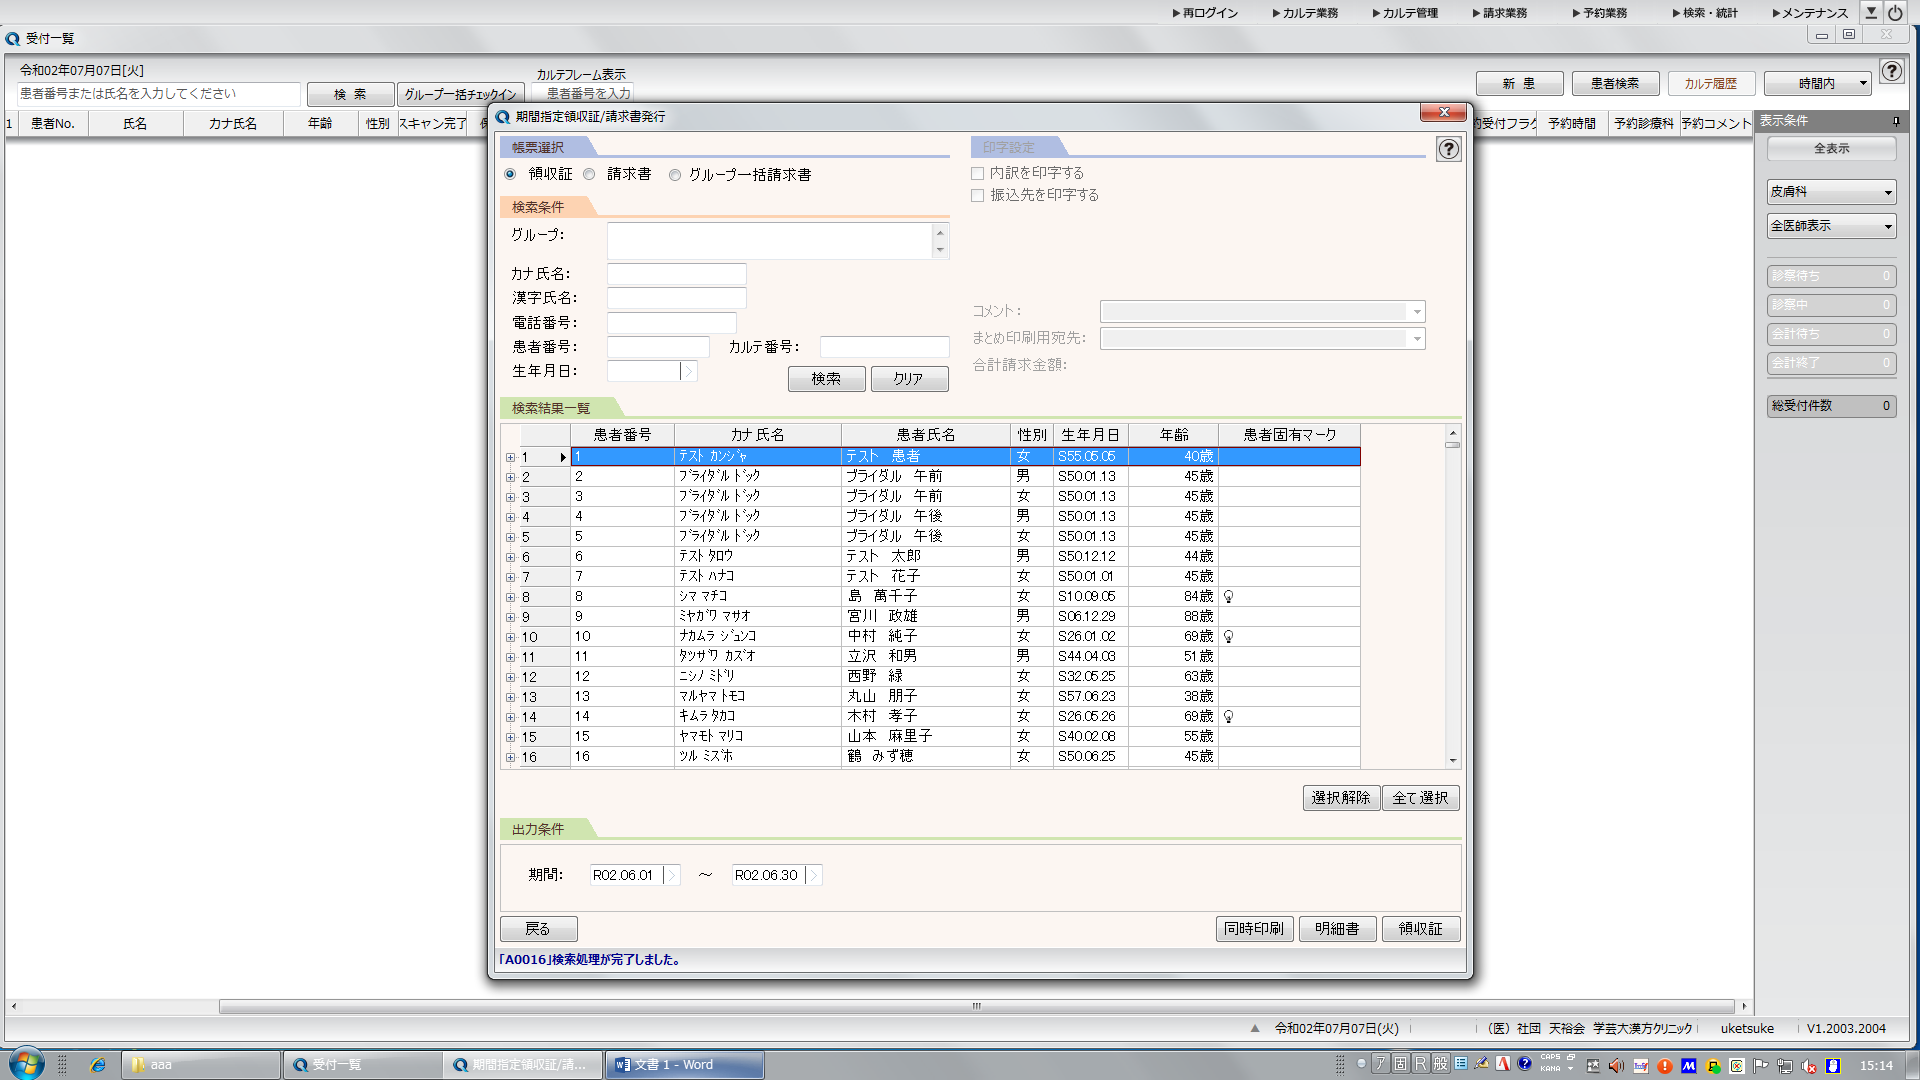 ▶再ログイン ▶カルテ業務 ▶カルテ管理 ▶請求業務 ▶予約業務 ▶検索・統計 ▶メンテナンス
受付一覧
令和02年07月07日[火]
カルテフレーム表示
患者番号または氏名を入力してください 検 索 グループ一括チェックイン 患者番号を入力
新 患 患者検索 カルテ履歴 時間内
1 患者No. 氏名 カナ氏名 年齢 性別 スキャン完了
約受付フラグ 予約時間 予約診療科 予約コメント
表示条件
全表示
皮膚科
全医師表示
診察待ち 0
診察中 0
会計待ち 0
会計終了 0
総受付件数 0
期間指定領収証/請求書発行
帳票選択
領収証 請求書 グループ一括請求書
印字設定
内訳を印字する
振込先を印字する
検索条件
グループ:
カナ氏名:
漢字氏名:
電話番号:
患者番号: カルテ番号:
生年月日:
検索 クリア
コメント:
まとめ印刷用宛先:
合計請求金額:
検索結果一覧
患者番号 カナ氏名 患者氏名 性別 生年月日 年齢 患者固有マーク
1 1 ﾃｽﾄ ｶﾝｼﾞｬ テスト 患者 女 S55.05.05 40歳
2 2 ﾌﾞﾗｲﾀﾞﾙ ﾄﾞｯｸ ブライダル 午前 男 S50.01.13 45歳
3 3 ﾌﾞﾗｲﾀﾞﾙ ﾄﾞｯｸ ブライダル 午前 女 S50.01.13 45歳
4 4 ﾌﾞﾗｲﾀﾞﾙ ﾄﾞｯｸ ブライダル 午後 男 S50.01.13 45歳
5 5 ﾌﾞﾗｲﾀﾞﾙ ﾄﾞｯｸ ブライダル 午後 女 S50.01.13 45歳
6 6 ﾃｽﾄ ﾀﾛｳ テスト 太郎 男 S50.12.12 44歳
7 7 ﾃｽﾄ ﾊﾅｺ テスト 花子 女 S50.01.01 45歳
8 8 ｼﾏ ﾏﾁｺ 島 萬千子 女 S10.09.05 84歳
9 9 ﾐﾔｶﾞﾜ ﾏｻｵ 宮川 政雄 男 S06.12.29 88歳
10 10 ﾅｶﾑﾗ ｼﾞｭﾝｺ 中村 純子 女 S26.01.02 69歳
11 11 ﾀﾂｻﾞﾜ ｶｽﾞｵ 立沢 和男 男 S44.04.03 51歳
12 12 ﾆｼﾉ ﾐﾄﾞﾘ 西野 緑 女 S32.05.25 63歳
13 13 ﾏﾙﾔﾏ ﾄﾓｺ 丸山 朋子 女 S57.06.23 38歳
14 14 ｷﾑﾗ ﾀｶｺ 木村 孝子 女 S26.05.26 69歳
15 15 ﾔﾏﾓﾄ ﾏﾘｺ 山本 麻里子 女 S40.02.08 55歳
16 16 ﾂﾙ ﾐｽﾞﾎ 鶴 みず穂 女 S50.06.25 45歳
選択解除 全て選択
出力条件
期間: R02.06.01 ～ R02.06.30
戻る 同時印刷 明細書 領収証
「A0016」検索処理が完了しました。
令和02年07月07日(火) （医）社団 天裕会 学芸大漢方クリニック uketsuke V1.2003.2004
aaa 受付一覧 期間指定領収証/請... 文書 1 - Word
ア 固 R 般 CAPS KANA 15:14